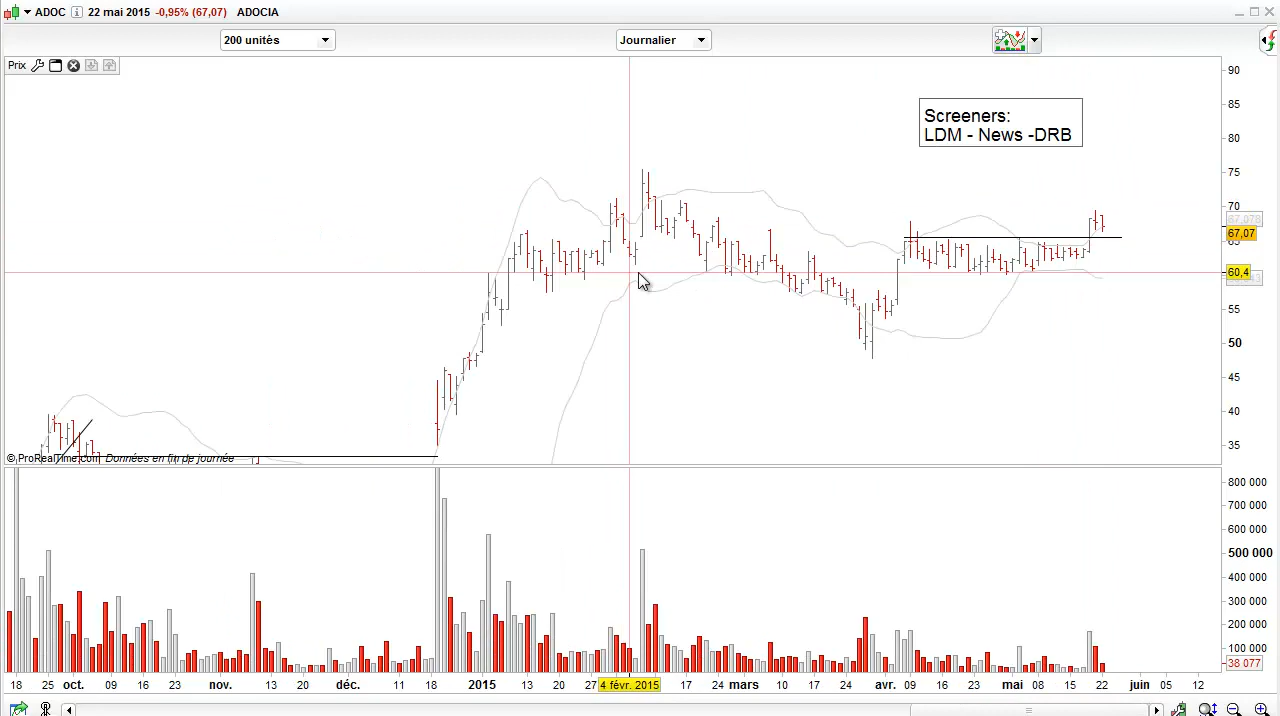 ADOC i 22 mai 2015 -0,95% (67,07) ADOCIA
200 unités
Journalier
Prix
Screeners:
LDM - News -DRB
90
85
80
75
70
67,07
65
60,4
55
50
45
40
35
© ProRealTime.com Données en fin de journée
800 000
700 000
600 000
500 000
400 000
300 000
200 000
100 000
38 077
18 25 oct. 09 16 23 nov. 13 20 déc. 11 18 2015 13 20 27 4 févr. 2015 17 24 mars 10 17 24 avr. 09 16 23 mai 08 15 22 juin 05 12